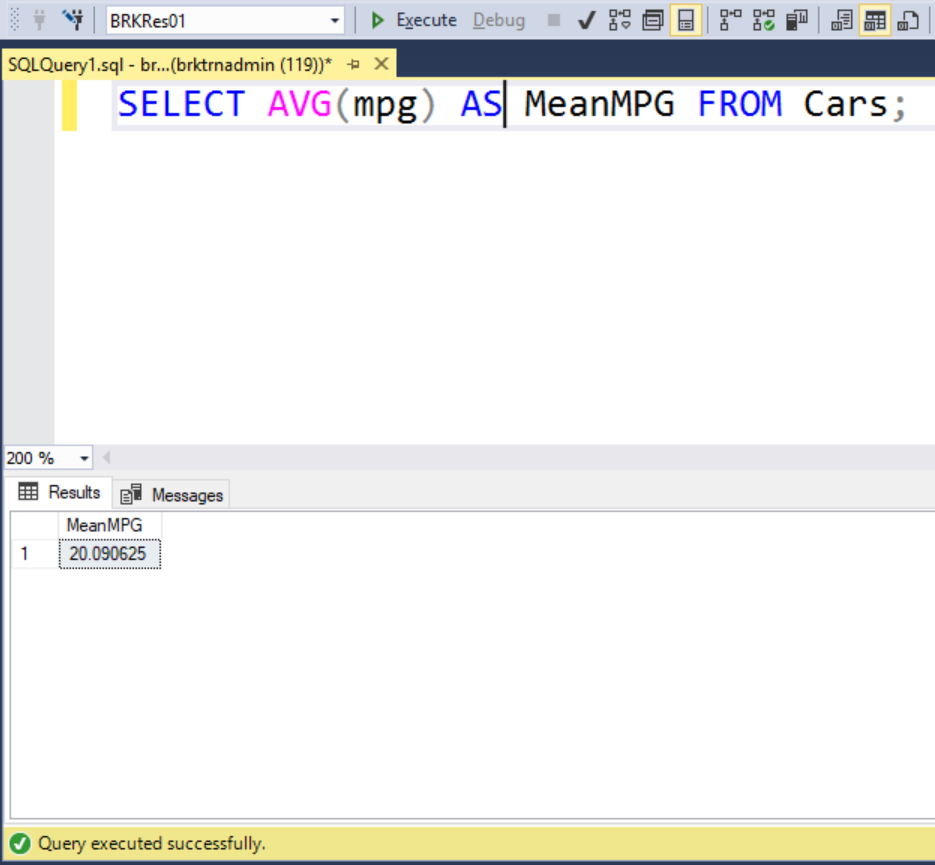 BRKRes01 Execute Debug
SQLQuery1.sql - br...(brktrnadmin (119))*
SELECT AVG(mpg) AS MeanMPG FROM Cars;
200 %
Results Messages
MeanMPG
1 20.090625
Query executed successfully.